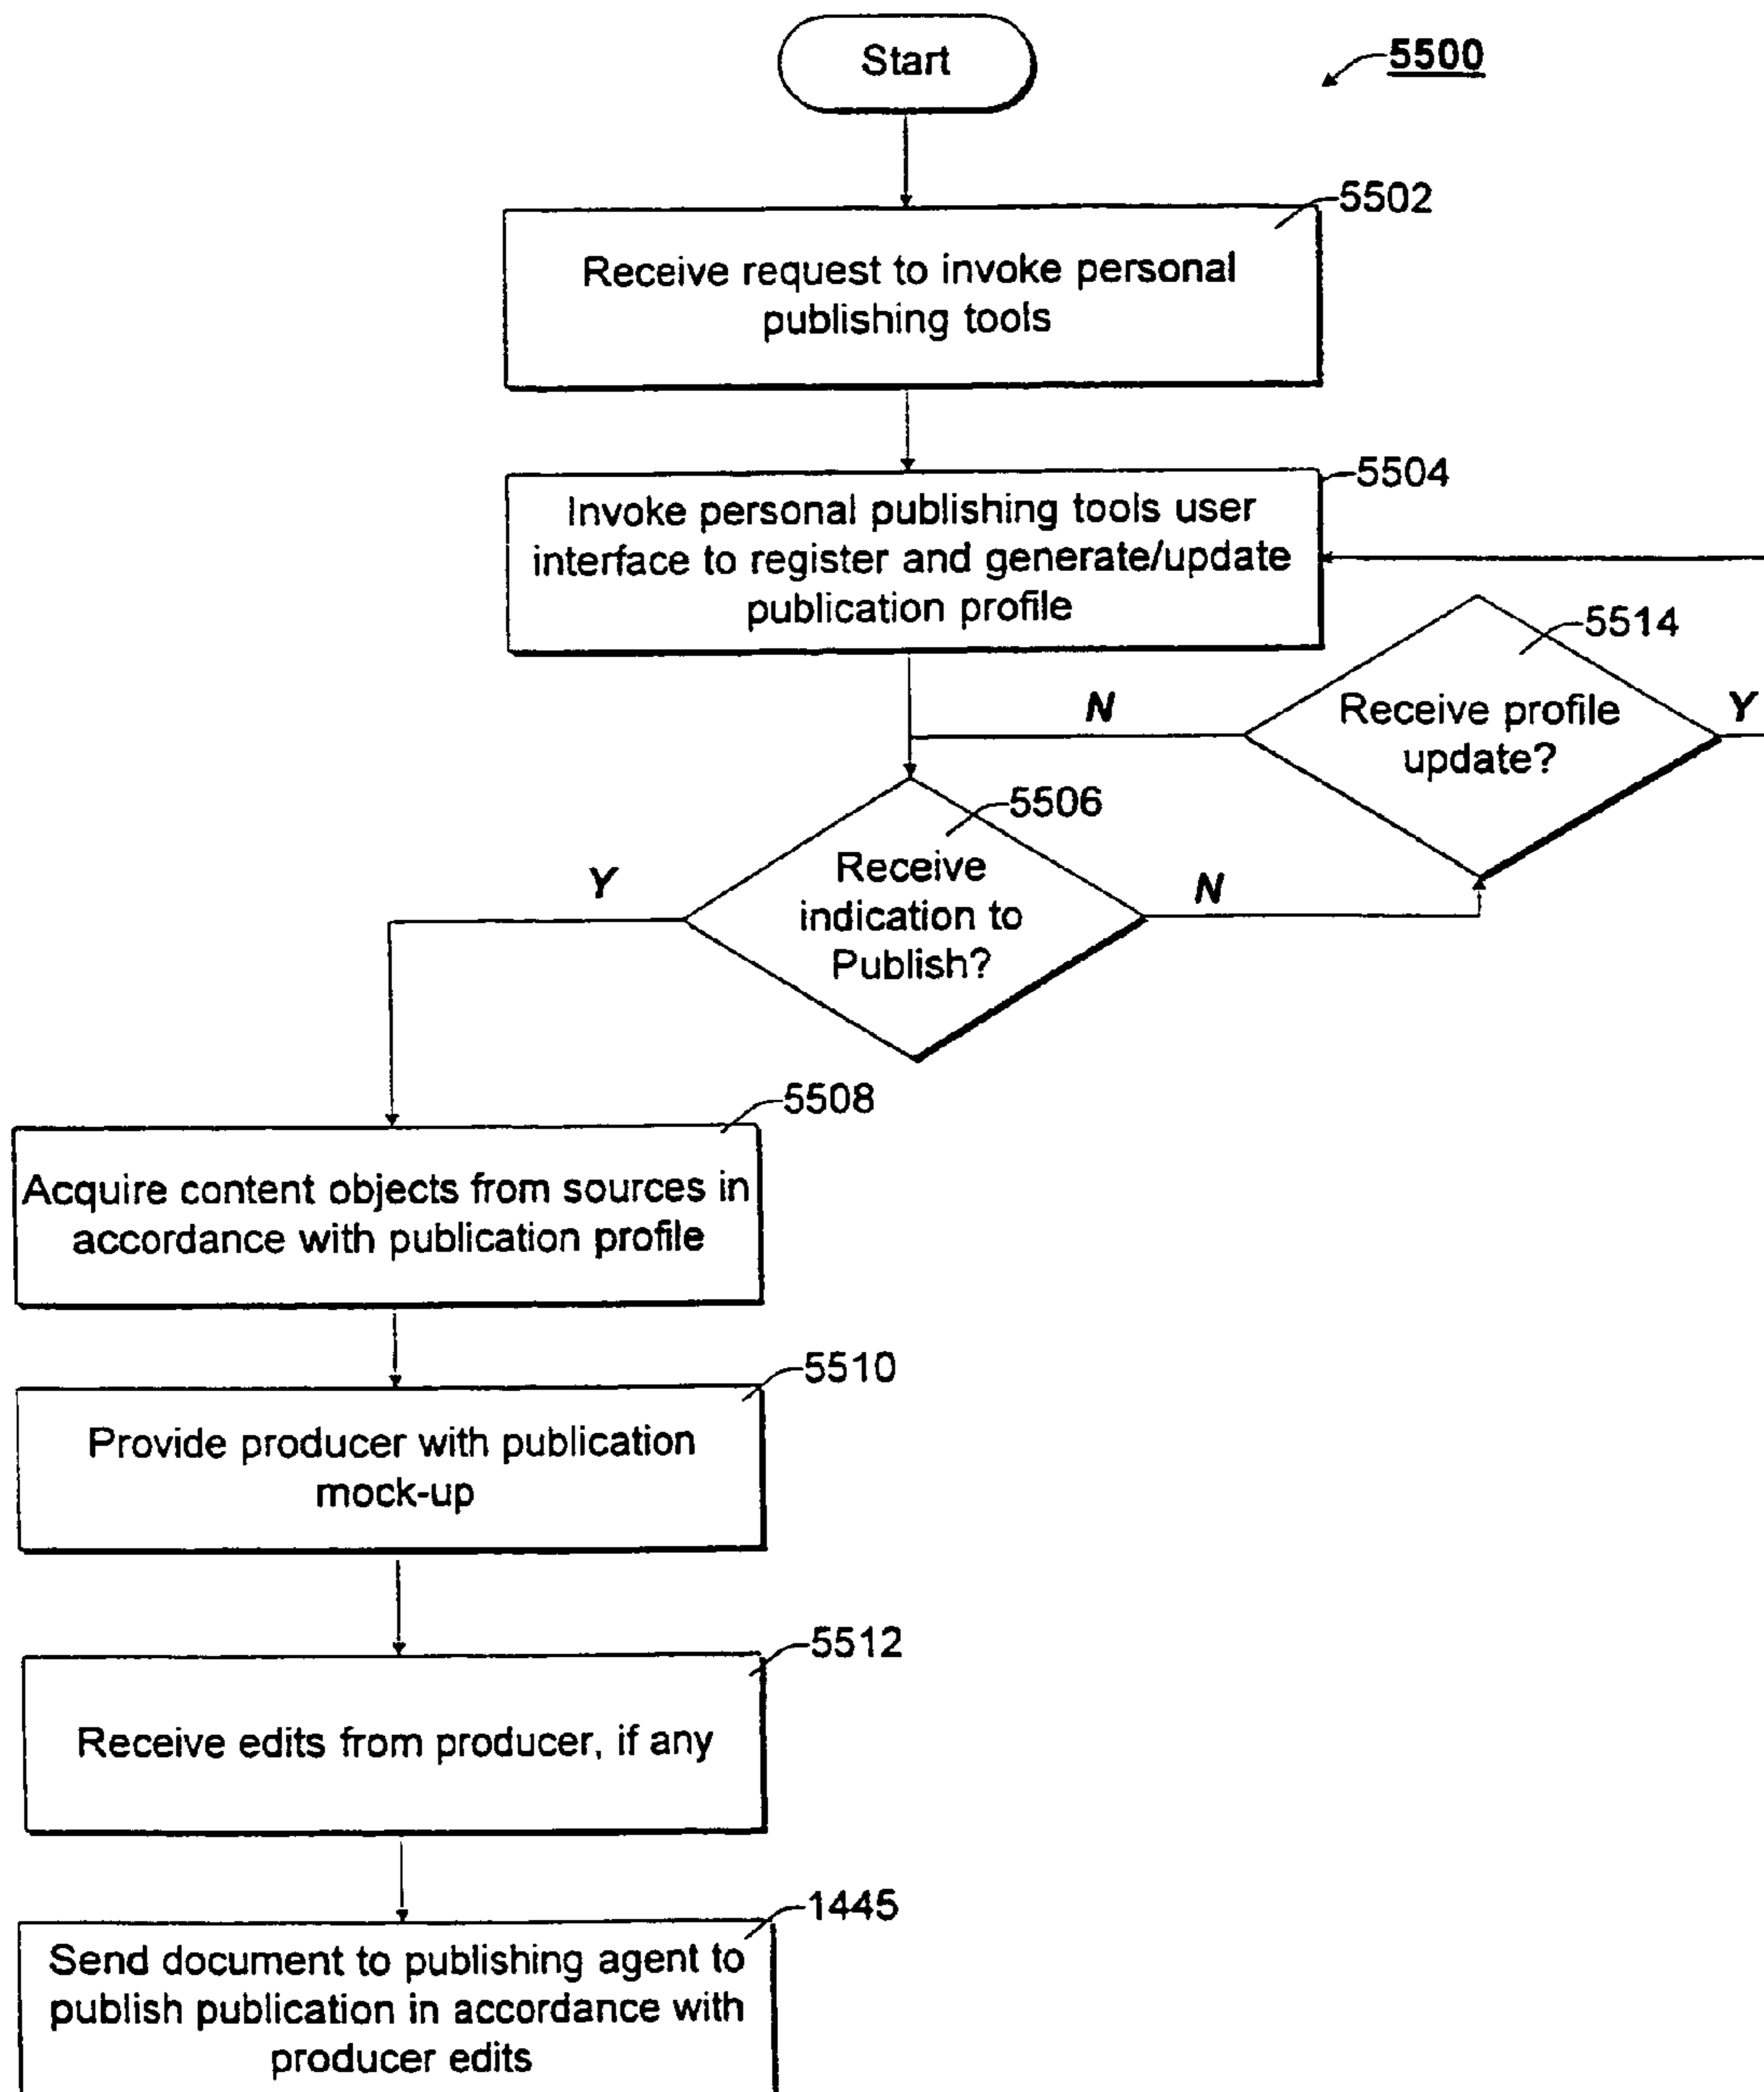 Start
5500
5502
Receive request to invoke personal
publishing tools
5504
Invoke personal publishing tools user
interface to register and generate/update
publication profile
5514
Receive profile
update?
N
Y
5506
Receive
indication to
Publish?
Y
N
5508
Acquire content objects from sources in
accordance with publication profile
5510
Provide producer with publication
mock-up
5512
Receive edits from producer, if any
1445
Send document to publishing agent to
publish publication in accordance with
producer edits